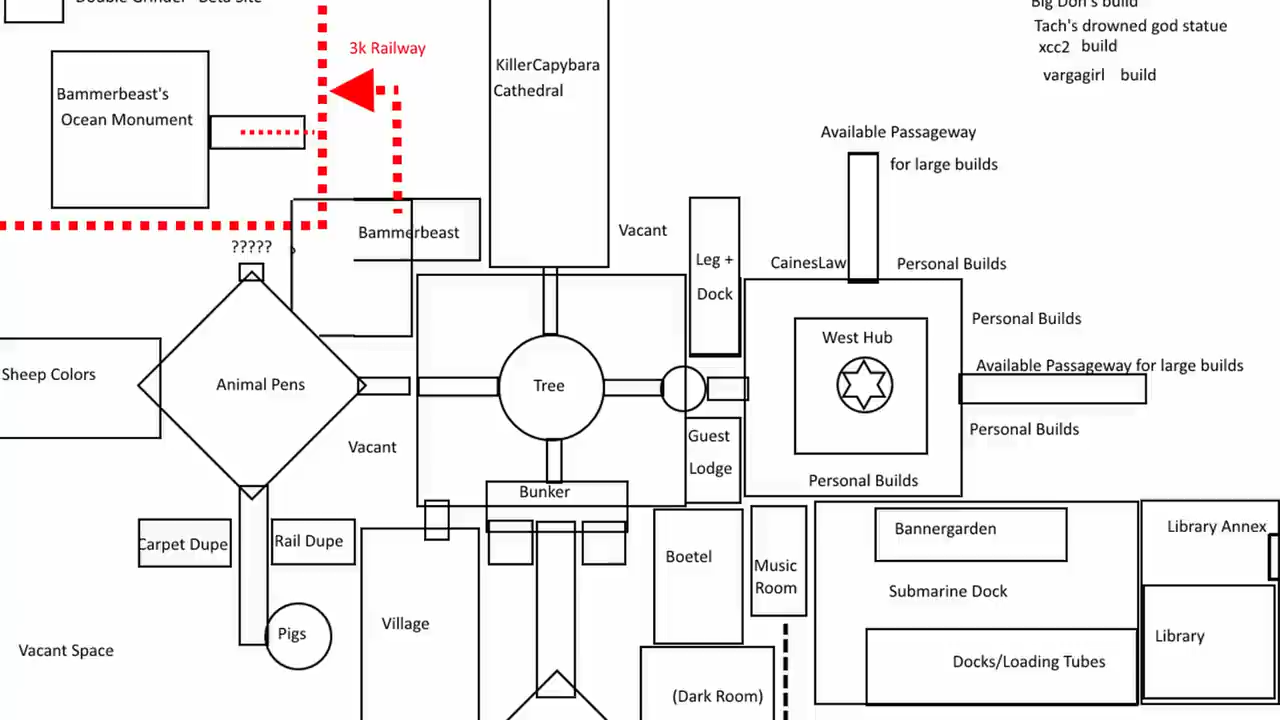 Double Grinder - Beta Site
Big Don's build
Tach's drowned god statue
xcc2 build
vargagirl build
3k Railway
KillerCapybara
Cathedral
Bammerbeast's
Ocean Monument
Available Passageway
for large builds
Bammerbeast
Vacant
?????
Leg +
Dock
CainesLaw
Personal Builds
Personal Builds
West Hub
Available Passageway for large builds
Sheep Colors
Animal Pens
Tree
Vacant
Guest
Lodge
Personal Builds
Personal Builds
Bunker
Carpet Dupe
Rail Dupe
Boetel
Music
Room
Bannergarden
Library Annex
Submarine Dock
Village
Pigs
Library
Vacant Space
Docks/Loading Tubes
(Dark Room)